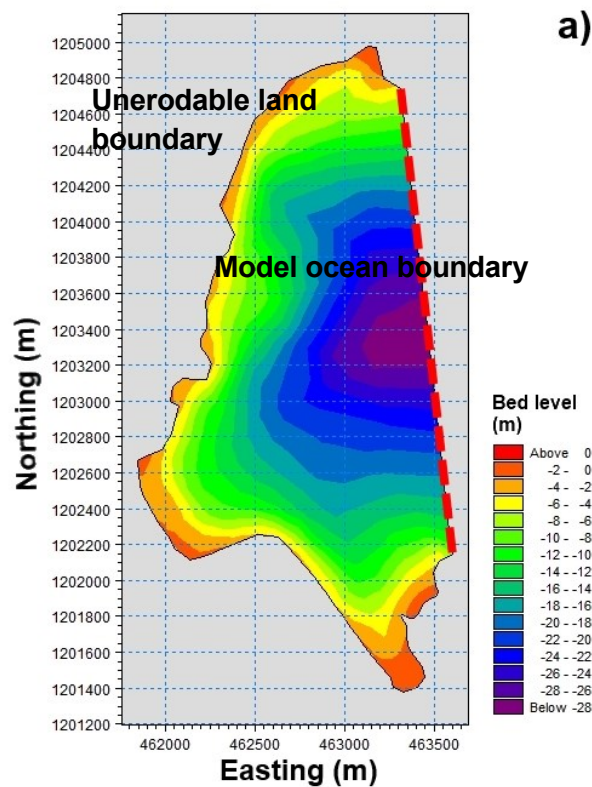 a)
1205000
1204800
Unerodable land
1204600
boundary
1204400
1204200
1204000
1203800
Model ocean boundary
1203600
1203400
1203200
1203000
1202800
1202600
1202400
1202200
1202000
1201800
1201600
1201400
1201200
Northing (m)
462000 462500 463000 463500
Easting (m)
Bed level
(m)
Above 0
-2 - 0
-4 - -2
-6 - -4
-8 - -6
-10 - -8
-12 - -10
-14 - -12
-16 - -14
-18 - -16
-20 - -18
-22 - -20
-24 - -22
-26 - -24
-28 - -26
Below -28